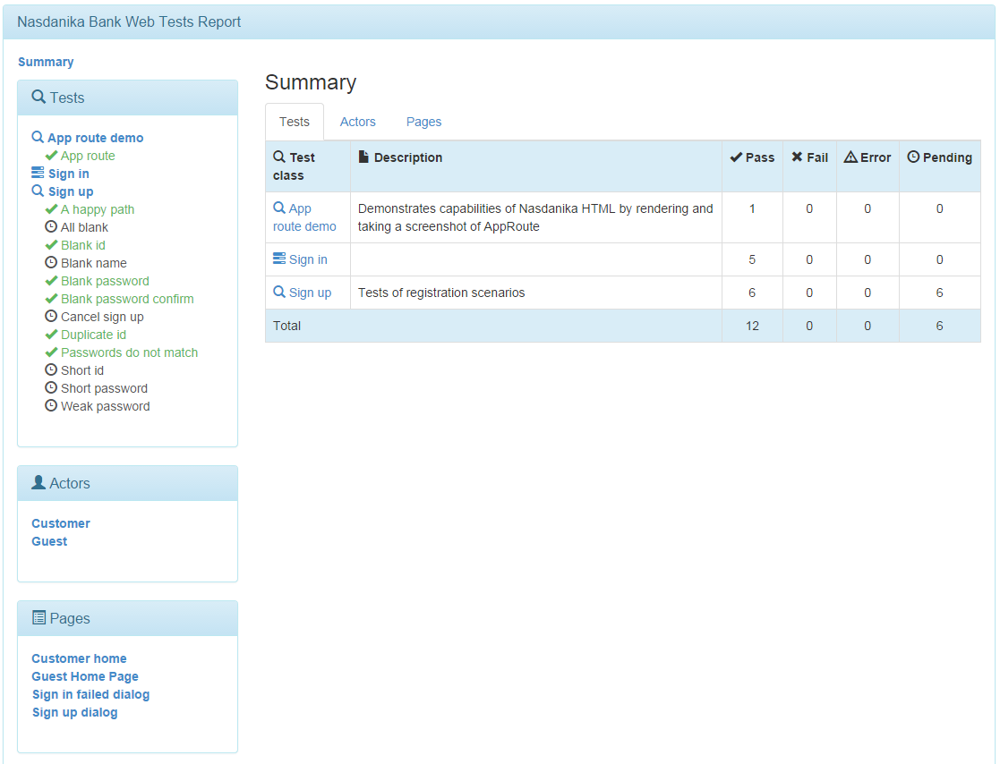 Nasdanika Bank Web Tests Report
Summary
Tests
App route demo
App route
Sign in
Sign up
A happy path
All blank
Blank id
Blank name
Blank password
Blank password confirm
Cancel sign up
Duplicate id
Passwords do not match
Short id
Short password
Weak password
Actors
Customer
Guest
Pages
Customer home
Guest Home Page
Sign in failed dialog
Sign up dialog
Summary
Tests Actors Pages
Test Description Pass Fail Error Pending
class
App Demonstrates capabilities of Nasdanika HTML by rendering and 1 0 0 0
route demo taking a screenshot of AppRoute
Sign in 5 0 0 0
Sign up Tests of registration scenarios 6 0 0 6
Total 12 0 0 6